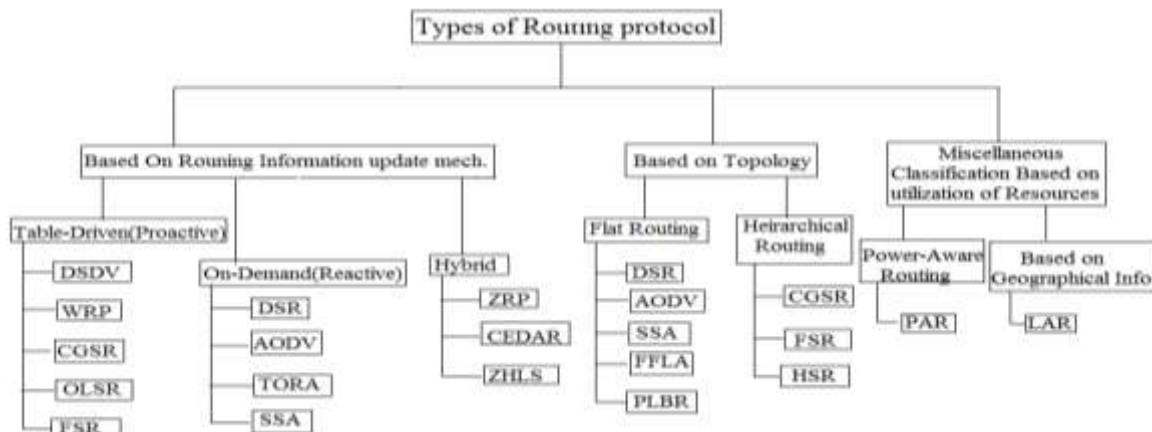 Types of Routing protocol
Based On Rouning Information update mech.
Based on Topology
Miscellaneous
Classification Based on
utilization of Resources
Table-Driven(Proactive)
DSDV
WRP
CGSR
OLSR
FSR
On-Demand(Reactive)
DSR
AODV
TORA
SSA
Hybrid
ZRP
CEDAR
ZHLS
Flat Routing
DSR
AODV
SSA
FFLA
PLBR
Heirarchical
Routing
CGSR
FSR
HSR
Power-Aware
Routing
PAR
Based on
Geographical Info
LAR